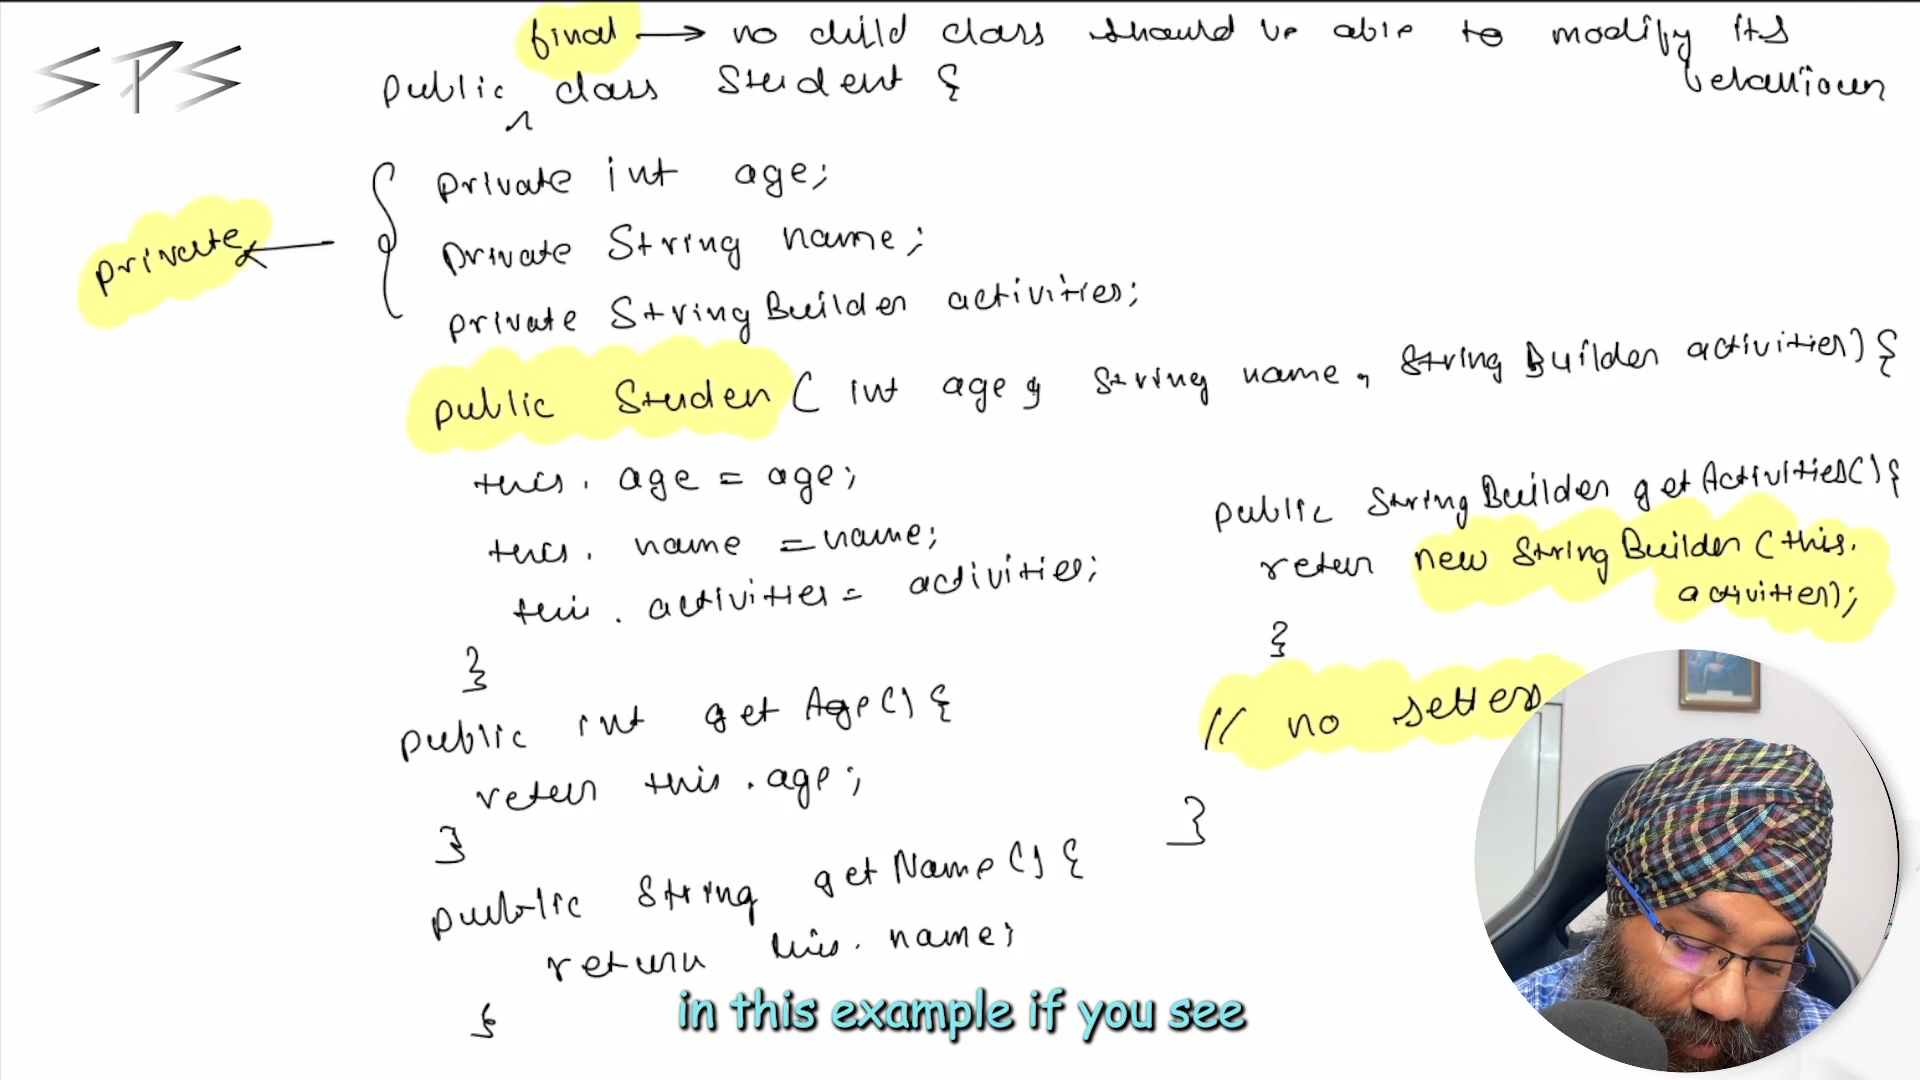 SPS
final → no child class should be able to modify its
behaviour
public class Student {
private int age;
private
private String name;
private StringBuilder activities;
public Studen ( int age, String name, StringBuilder activities) {
this. age = age;
this. name = name;
this. activities = activities;
}
public int getAge() {
return this.age;
}
public String getName() {
return this. name;
}
public StringBuilder getActivities() {
return new StringBuilder (this.
activities);
}
// no setters
}
in this example if you see